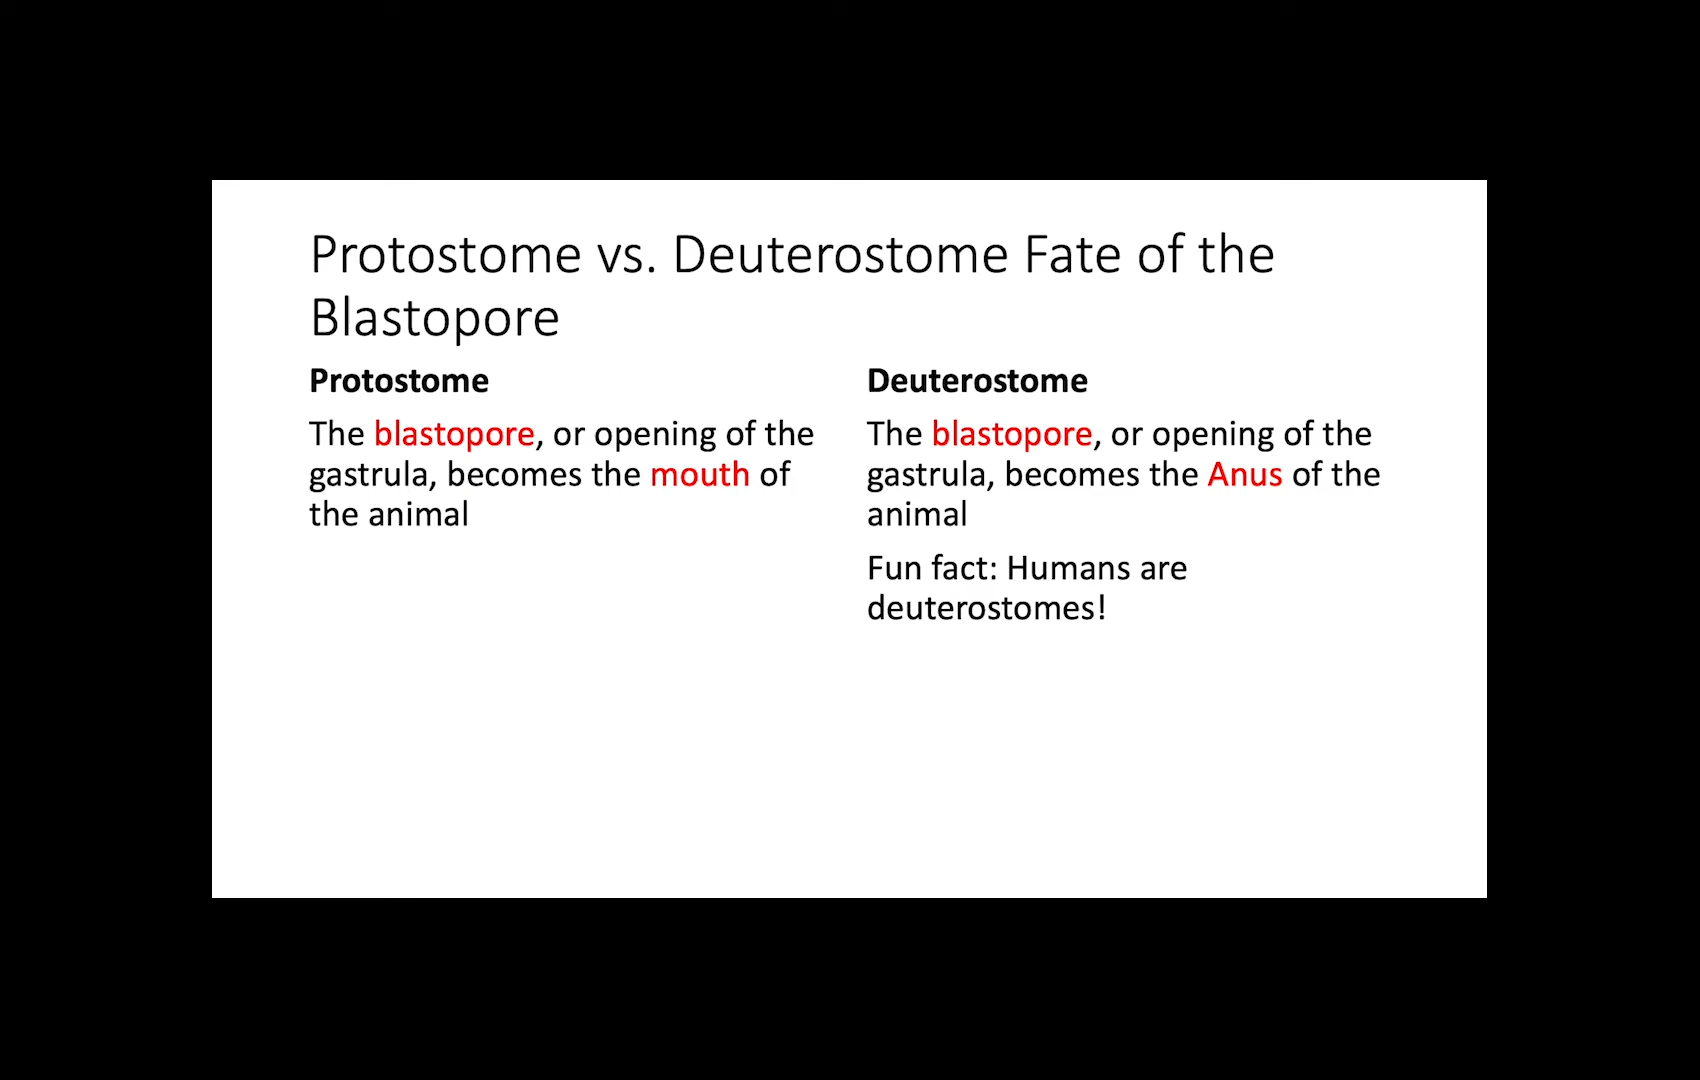 Protostome vs. Deuterostome Fate of the
Blastopore
Protostome
The blastopore, or opening of the
gastrula, becomes the mouth of
the animal
Deuterostome
The blastopore, or opening of the
gastrula, becomes the Anus of the
animal
Fun fact: Humans are
deuterostomes!